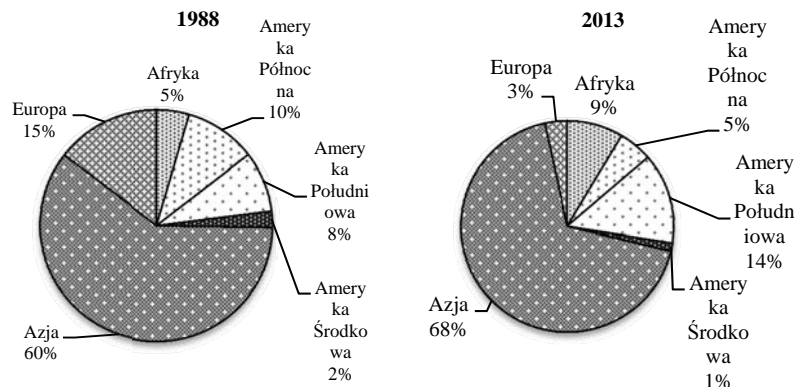 1988
Amery
ka
Północ
na
10%
Afryka
5%
Europa
15%
Amery
ka
Południ
owa
8%
Amery
ka
Środko
wa
2%
Azja
60%
2013
Amery
ka
Północ
na
5%
Europa
3%
Afryka
9%
Amery
ka
Połudn
iowa
14%
Amery
ka
Środko
wa
1%
Azja
68%